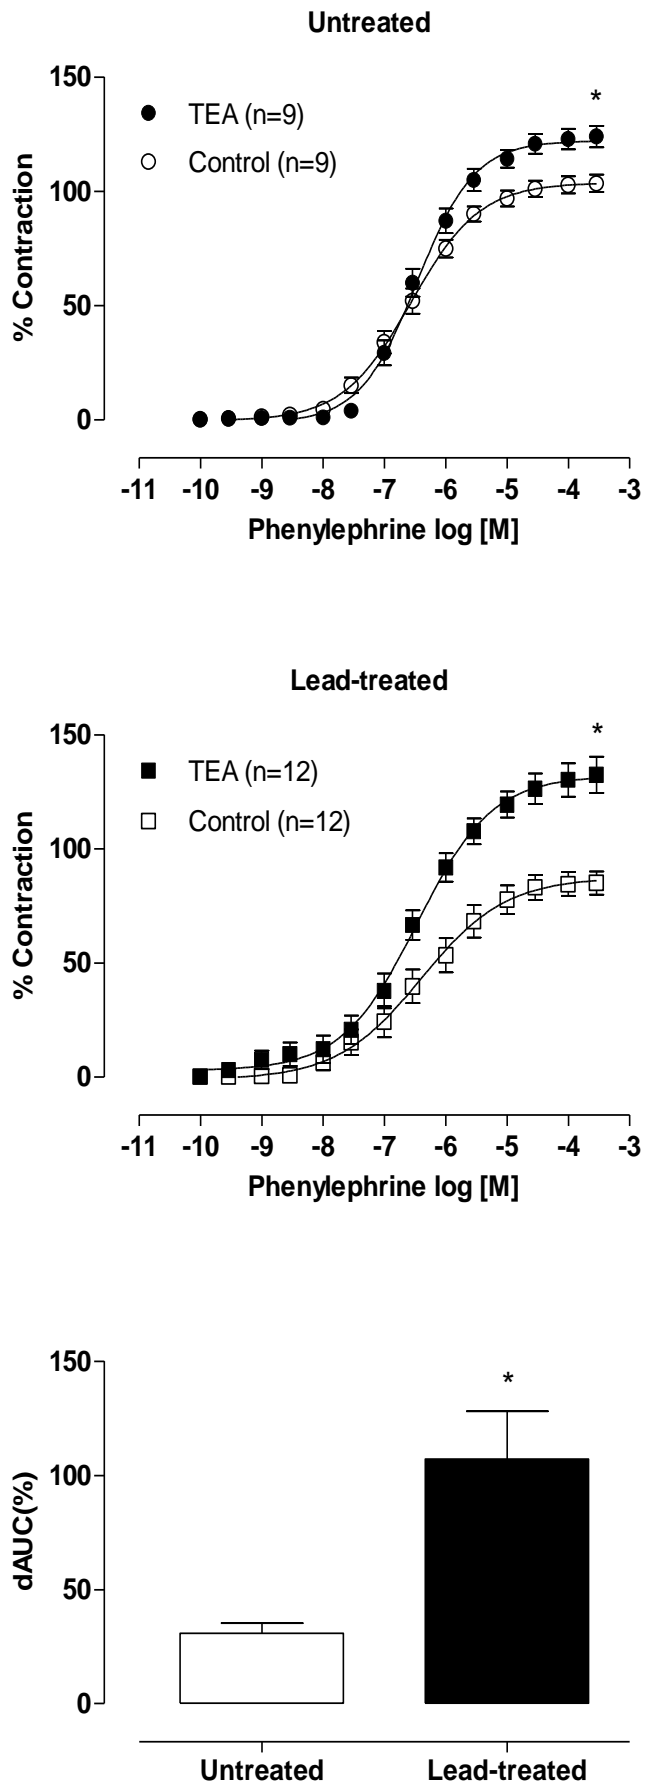 Untreated
*
150
100
50
0
% Contraction
TEA (n=9)
Control (n=9)
-11 -10 -9 -8 -7 -6 -5 -4 -3
Phenylephrine log [M]
Lead-treated
*
150
100
50
0
% Contraction
TEA (n=12)
Control (n=12)
-11 -10 -9 -8 -7 -6 -5 -4 -3
Phenylephrine log [M]
150
100
50
0
dAUC(%)
*
Untreated Lead-treated